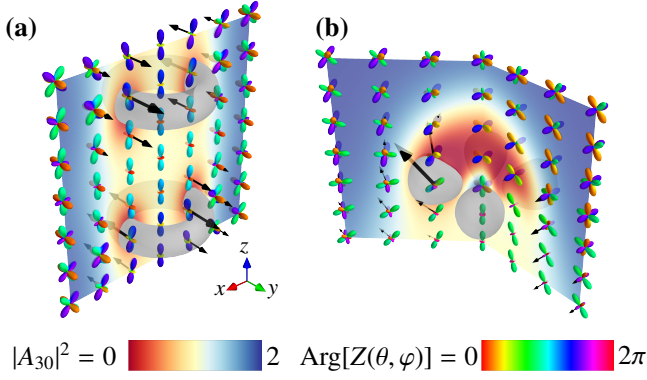 (a)
(b)
z
x
y
|A₃₀|² = 0
2
Arg[Z(θ, φ)] = 0
2π